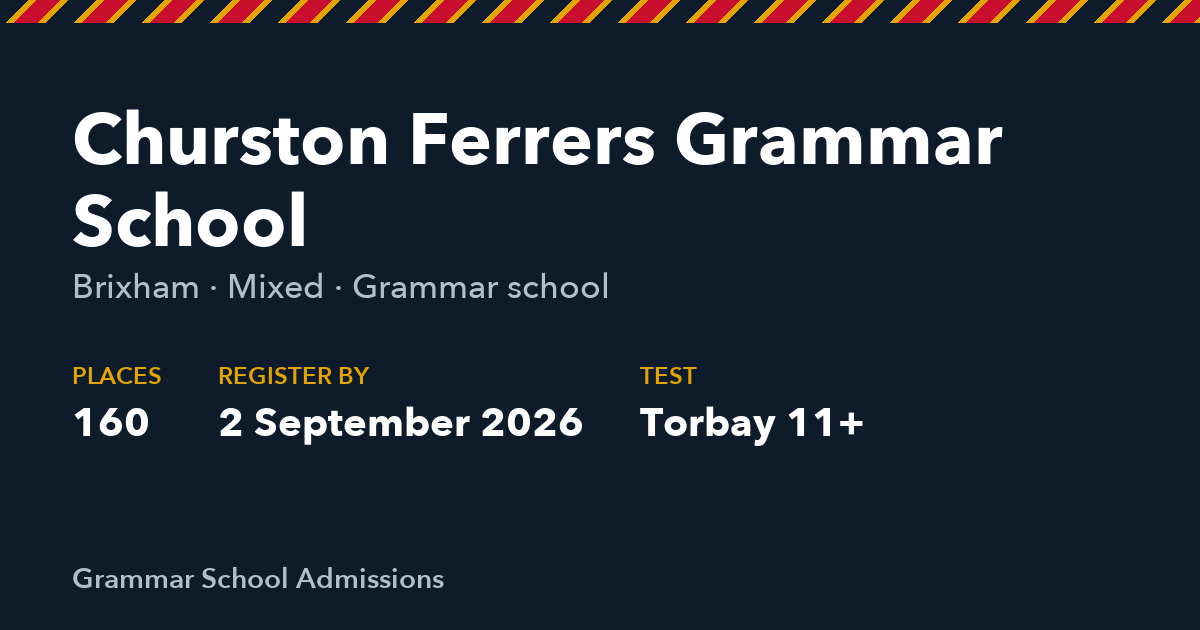 Churston Ferrers Grammar
School
Brixham · Mixed · Grammar school
PLACES REGISTER BY TEST
160 2 September 2026 Torbay 11+
Grammar School Admissions